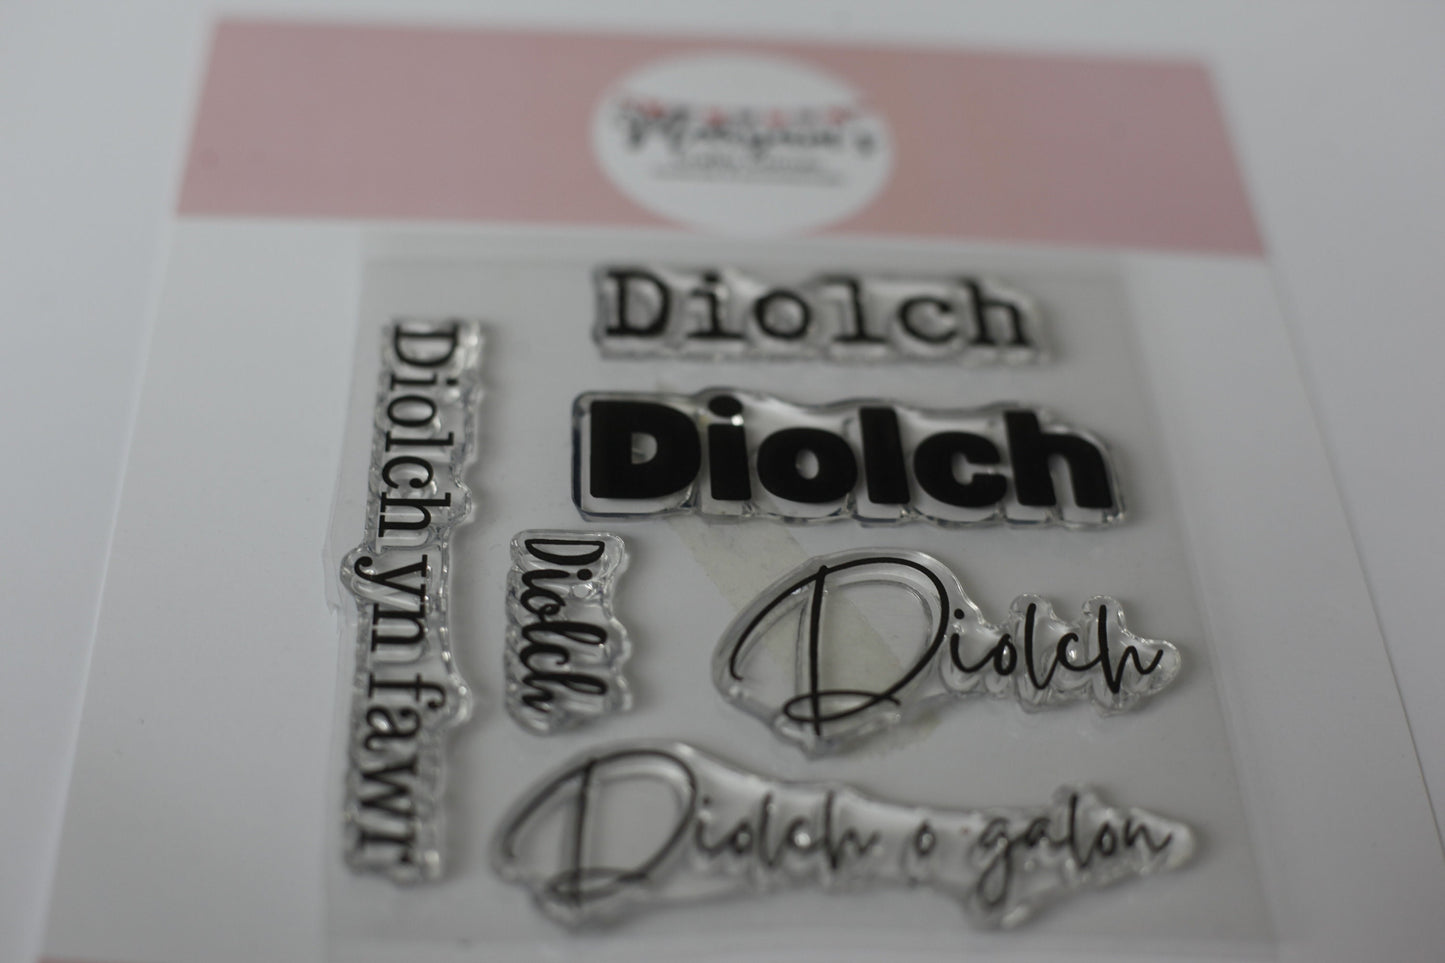 Diolch
Diolch
Diolch yn fawr
Diolch
Diolch
Diolch o galon